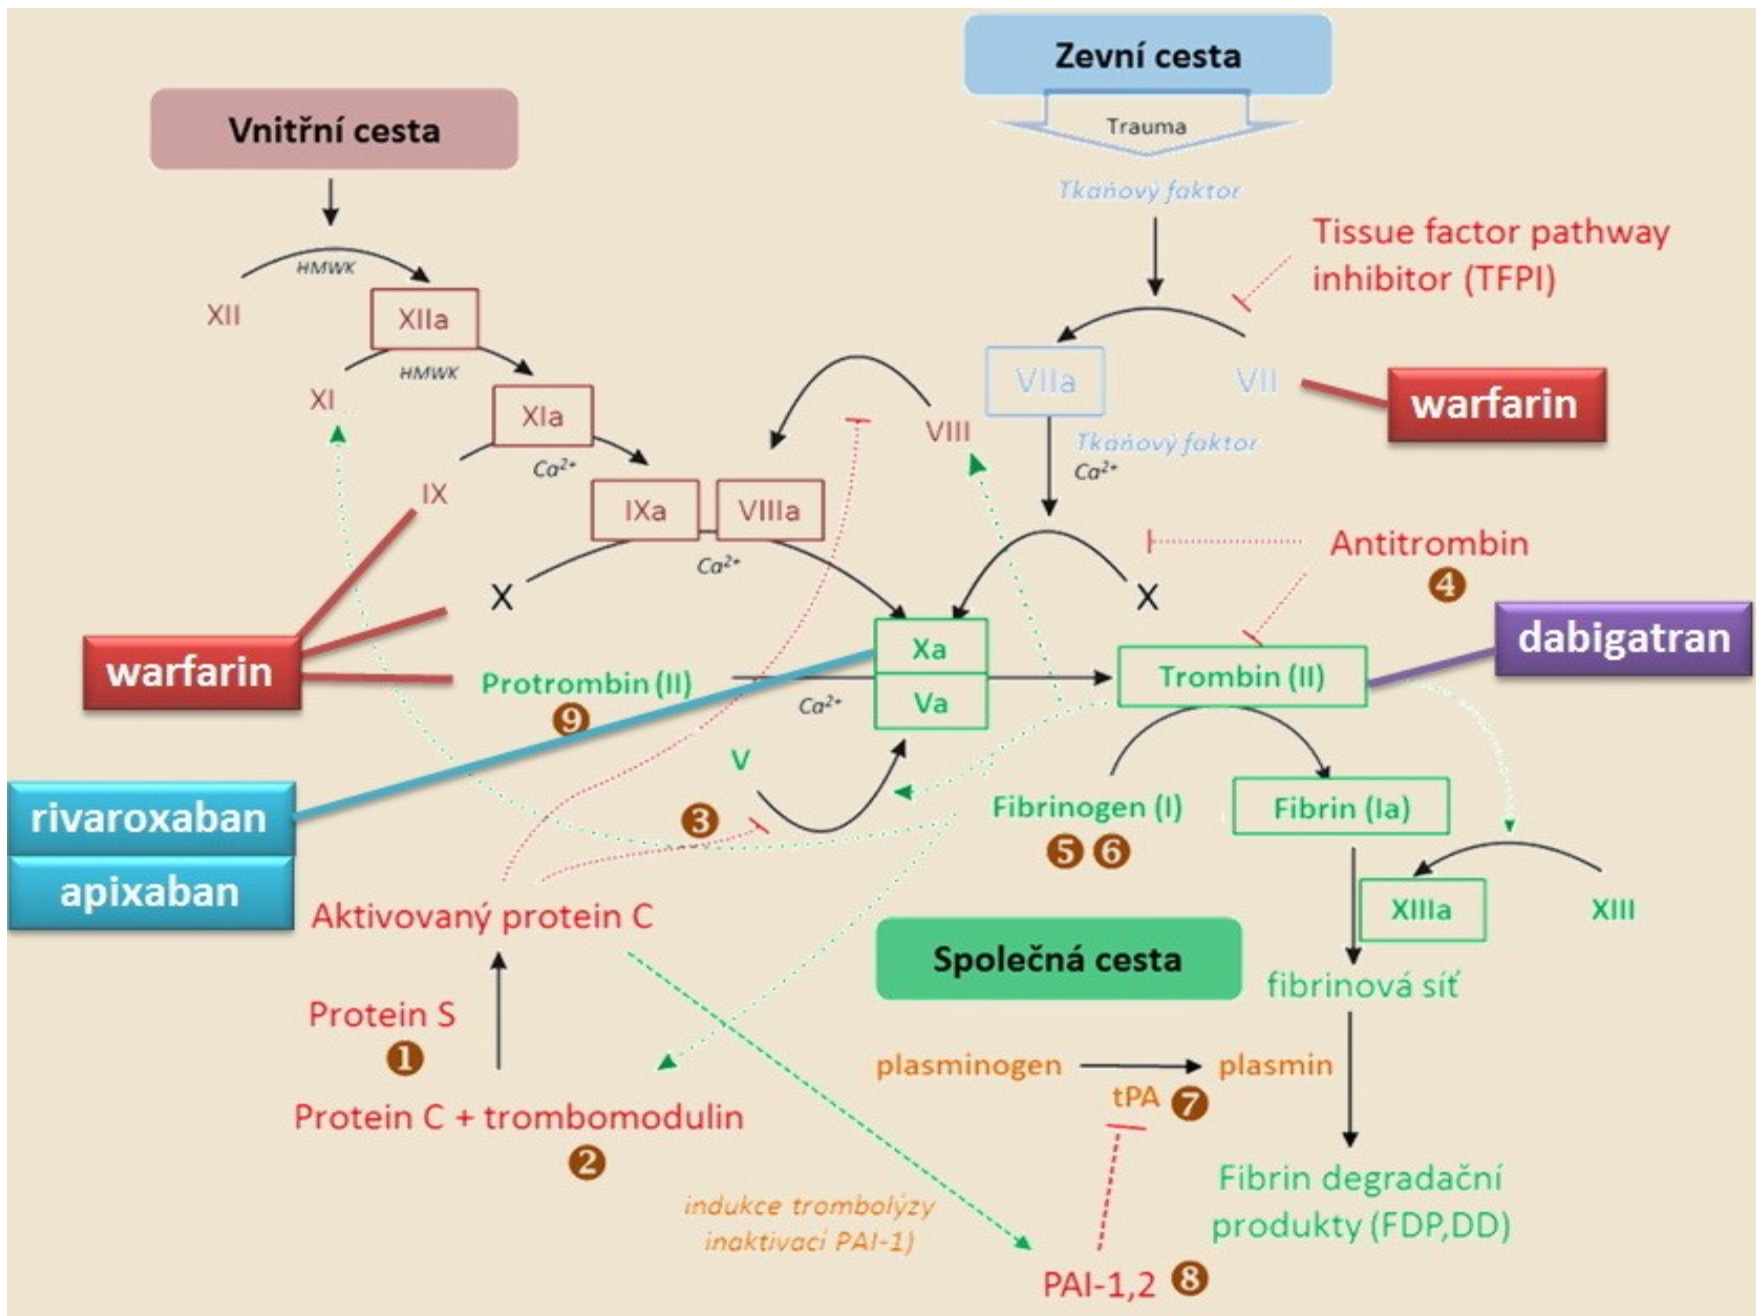 Zevní cesta
Vnitřní cesta
Trauma
Tkáňový faktor
Tissue factor pathway
inhibitor (TFPI)
HMWK
XII
XIIa
HMWK
VIIa
VII
warfarin
XI
XIa
VIII
Tkáňový faktor
Ca²⁺
Ca²⁺
IX
IXa
VIIIa
Ca²⁺
Antitrombin
4
X
X
dabigatran
warfarin
Xa
Protrombin (II)
Trombin (II)
9
Ca²⁺
Va
V
rivaroxaban
3
Fibrinogen (I)
Fibrin (Ia)
5 6
apixaban
Aktivovaný protein C
XIIIa
XIII
Společná cesta
fibrinová síť
Protein S
1
plasminogen
plasmin
tPA 7
Protein C + trombomodulin
2
indukce trombolýzy
inaktivací PAI-1)
Fibrin degradační
produkty (FDP,DD)
PAI-1,2 8